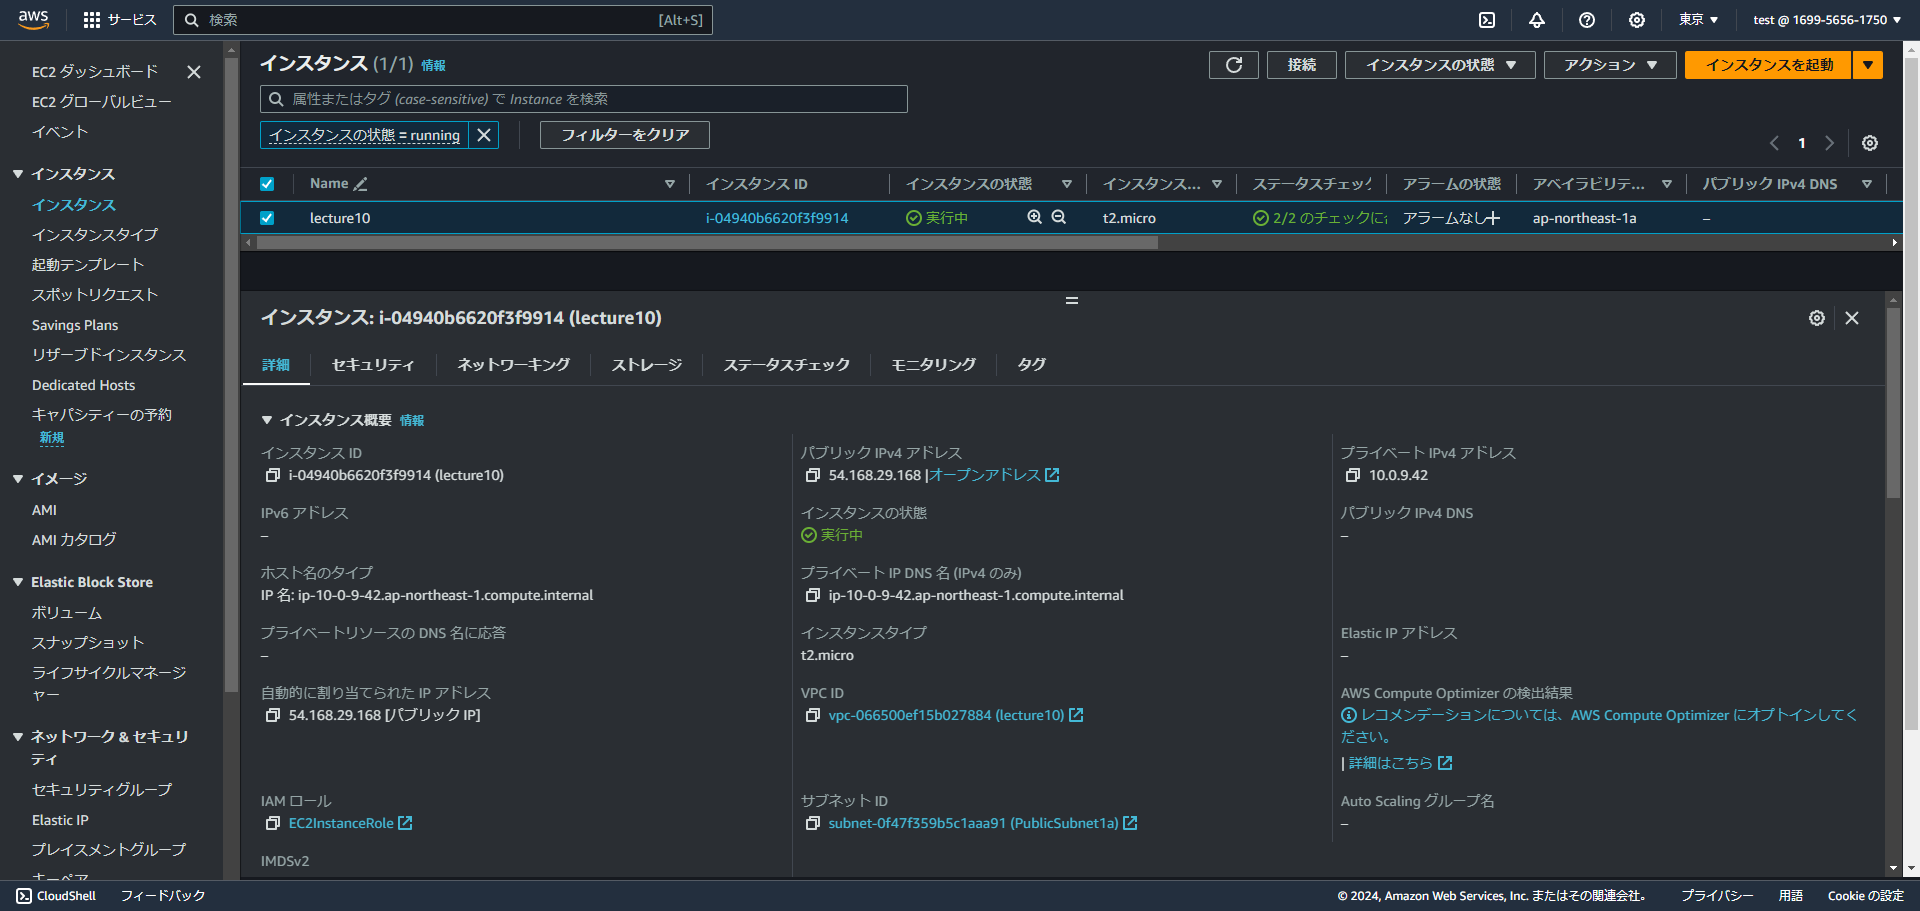 aws
サービス
検索
[Alt+S]
東京 ▼
test @ 1699-5656-1750 ▼
EC2 ダッシュボード
EC2 グローバルビュー
イベント
▼ インスタンス
インスタンス
インスタンスタイプ
起動テンプレート
スポットリクエスト
Savings Plans
リザーブドインスタンス
Dedicated Hosts
キャパシティーの予約
新規
▼ イメージ
AMI
AMI カタログ
▼ Elastic Block Store
ボリューム
スナップショット
ライフサイクルマネージ
ャー
▼ ネットワーク & セキュリ
ティ
セキュリティグループ
Elastic IP
プレイスメントグループ
キーペア
インスタンス (1/1) 情報
接続
インスタンスの状態 ▼
アクション ▼
インスタンスを起動
属性またはタグ (case-sensitive) で Instance を検索
インスタンスの状態 = running
フィルターをクリア
1
Name
インスタンス ID
インスタンスの状態
インスタンス...
ステータスチェック
アラームの状態
アベイラビリテ...
パブリック IPv4 DNS
lecture10
i-04940b6620f3f9914
実行中
t2.micro
2/2 のチェックに
アラームなし
ap-northeast-1a
–
インスタンス: i-04940b6620f3f9914 (lecture10)
詳細
セキュリティ
ネットワーキング
ストレージ
ステータスチェック
モニタリング
タグ
▼ インスタンス概要 情報
インスタンス ID
i-04940b6620f3f9914 (lecture10)
パブリック IPv4 アドレス
54.168.29.168 |オープンアドレス
プライベート IPv4 アドレス
10.0.9.42
IPv6 アドレス
–
インスタンスの状態
実行中
パブリック IPv4 DNS
–
ホスト名のタイプ
IP 名: ip-10-0-9-42.ap-northeast-1.compute.internal
プライベート IP DNS 名 (IPv4 のみ)
ip-10-0-9-42.ap-northeast-1.compute.internal
プライベートリソースの DNS 名に応答
–
インスタンスタイプ
t2.micro
Elastic IP アドレス
–
自動的に割り当てられた IP アドレス
54.168.29.168 [パブリック IP]
VPC ID
vpc-066500ef15b027884 (lecture10)
AWS Compute Optimizer の検出結果
レコメンデーションについては、AWS Compute Optimizer にオプトインしてく
ださい。
| 詳細はこちら
IAM ロール
EC2InstanceRole
サブネット ID
subnet-0f47f359b5c1aaa91 (PublicSubnet1a)
Auto Scaling グループ名
–
IMDSv2
CloudShell
フィードバック
© 2024, Amazon Web Services, Inc. またはその関連会社。
プライバシー
用語
Cookie の設定